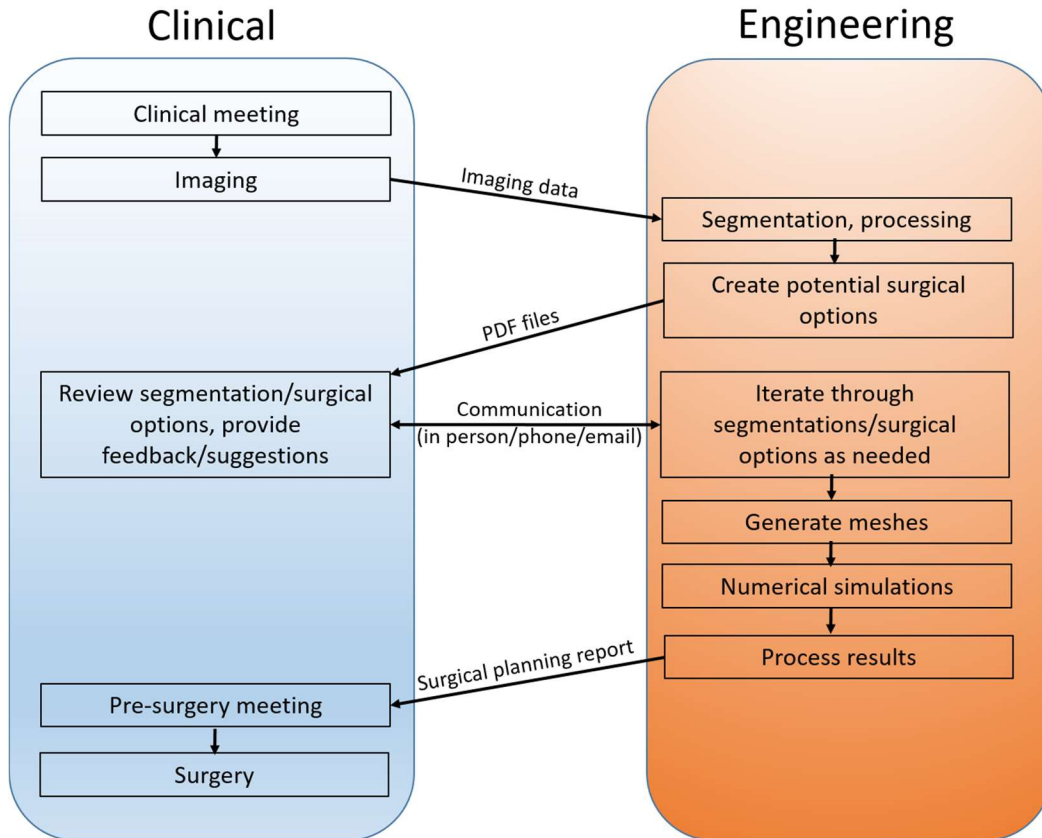 Clinical
Engineering
Clinical meeting
Imaging
Imaging data
Segmentation, processing
Create potential surgical
options
PDF files
Review segmentation/surgical
options, provide
feedback/suggestions
Communication
(in person/phone/email)
Iterate through
segmentations/surgical
options as needed
Generate meshes
Numerical simulations
Process results
Surgical planning report
Pre-surgery meeting
Surgery